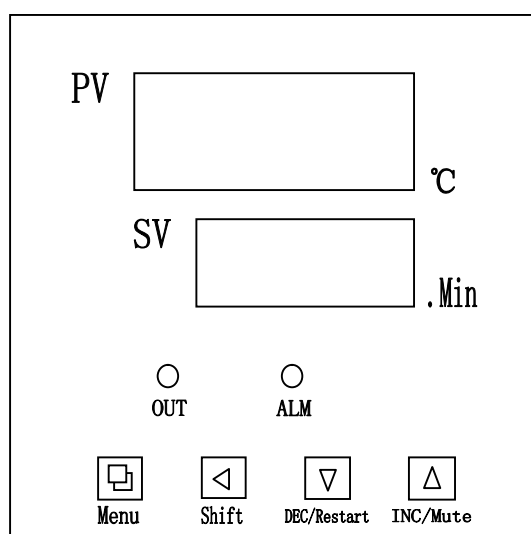 PV
℃
SV
.Min
OUT ALM
Menu Shift DEC/Restart INC/Mute